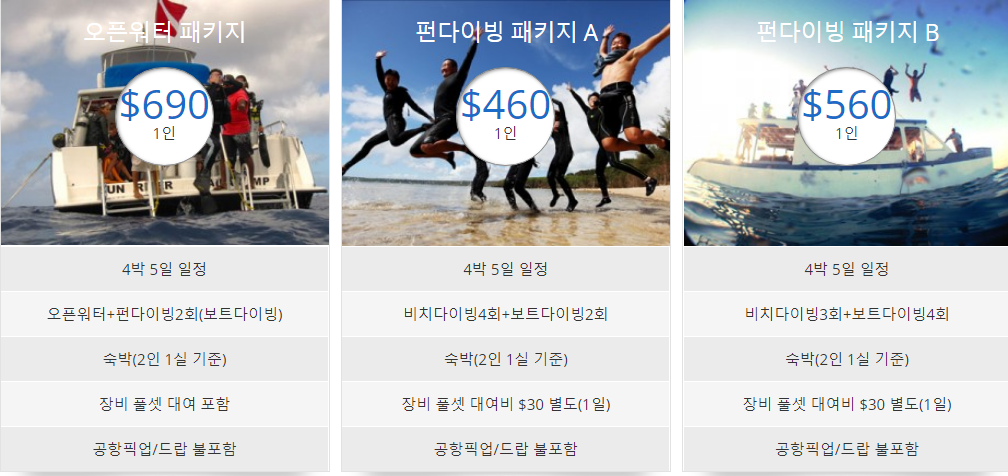 오픈워터 패키지
$690
1인
4박 5일 일정
오픈워터+펀다이빙2회(보트다이빙)
숙박(2인 1실 기준)
장비 풀셋 대여 포함
공항픽업/드랍 불포함
펀다이빙 패키지 A
$460
1인
4박 5일 일정
비치다이빙4회+보트다이빙2회
숙박(2인 1실 기준)
장비 풀셋 대여비 $30 별도(1일)
공항픽업/드랍 불포함
펀다이빙 패키지 B
$560
1인
4박 5일 일정
비치다이빙3회+보트다이빙4회
숙박(2인 1실 기준)
장비 풀셋 대여비 $30 별도(1일)
공항픽업/드랍 불포함